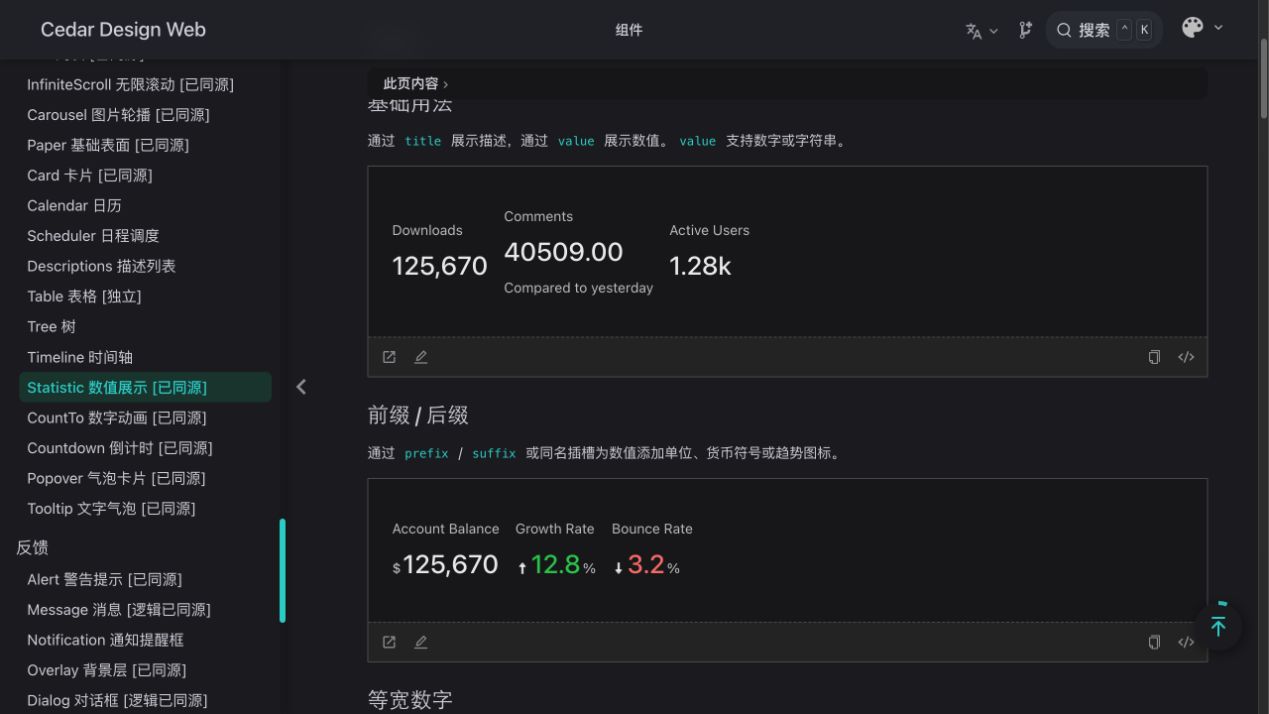 Cedar Design Web
组件
搜索 ^ K
InfiniteScroll 无限滚动 [已同源]
Carousel 图片轮播 [已同源]
Paper 基础表面 [已同源]
Card 卡片 [已同源]
Calendar 日历
Scheduler 日程调度
Descriptions 描述列表
Table 表格 [独立]
Tree 树
Timeline 时间轴
Statistic 数值展示 [已同源]
CountTo 数字动画 [已同源]
Countdown 倒计时 [已同源]
Popover 气泡卡片 [已同源]
Tooltip 文字气泡 [已同源]
反馈
Alert 警告提示 [已同源]
Message 消息 [逻辑已同源]
Notification 通知提醒框
Overlay 背景层 [已同源]
Dialog 对话框 [逻辑已同源]
此页内容 ›
基础用法
通过 title 展示描述，通过 value 展示数值。 value 支持数字或字符串。
Downloads
125,670
Comments
40509.00
Compared to yesterday
Active Users
1.28k
前缀 / 后缀
通过 prefix / suffix 或同名插槽为数值添加单位、货币符号或趋势图标。
Account Balance
$125,670
Growth Rate
↑12.8%
Bounce Rate
↓3.2%
等宽数字